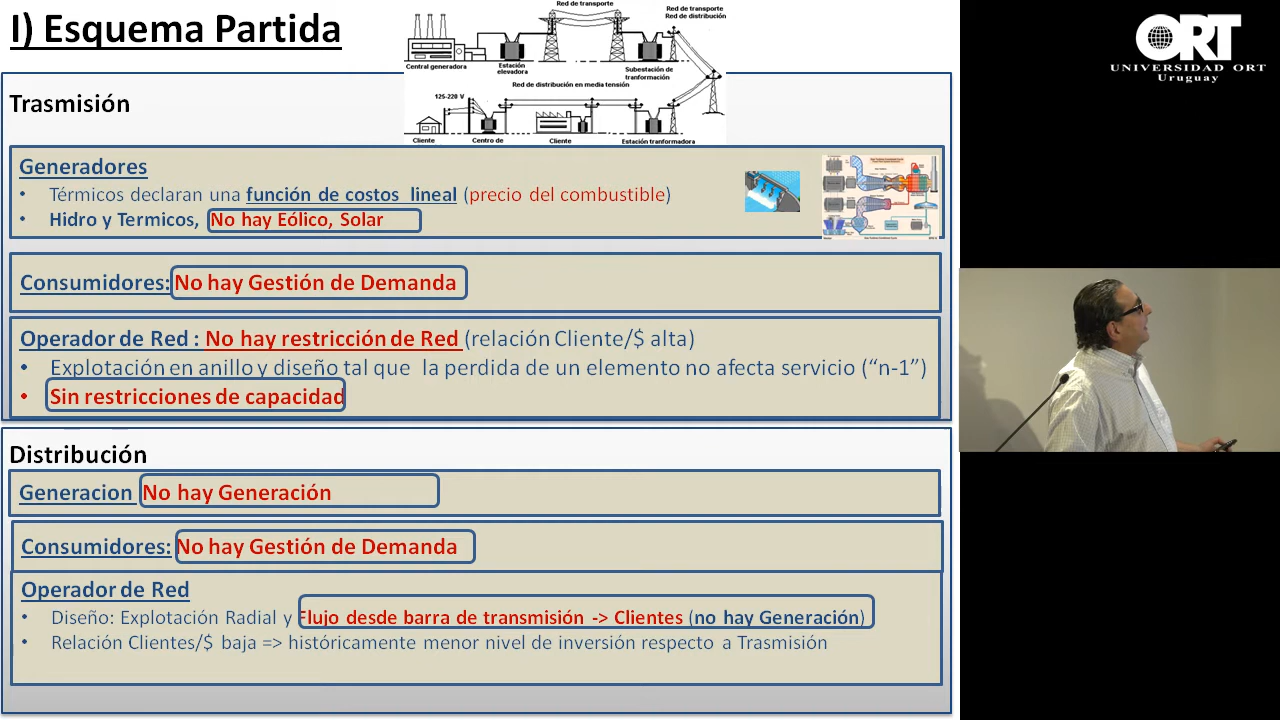 I) Esquema Partida
Red de transporte
Red de transporte
Red de distribución
Central generadora
Estación
elevadora
Subestación de
tranformación
Red de distribución en media tensión
125-220 V
Cliente
Centro de
Cliente
Estación tranformadora
ORT
UNIVERSIDAD ORT
Uruguay
Trasmisión
Generadores
• Térmicos declaran una función de costos lineal (precio del combustible)
• Hidro y Termicos, No hay Eólico, Solar
Consumidores: No hay Gestión de Demanda
Operador de Red : No hay restricción de Red (relación Cliente/$ alta)
• Explotación en anillo y diseño tal que la perdida de un elemento no afecta servicio (“n-1”)
• Sin restricciones de capacidad
Distribución
Generacion No hay Generación
Consumidores: No hay Gestión de Demanda
Operador de Red
• Diseño: Explotación Radial y Flujo desde barra de transmisión -> Clientes (no hay Generación)
• Relación Clientes/$ baja => históricamente menor nivel de inversión respecto a Trasmisión